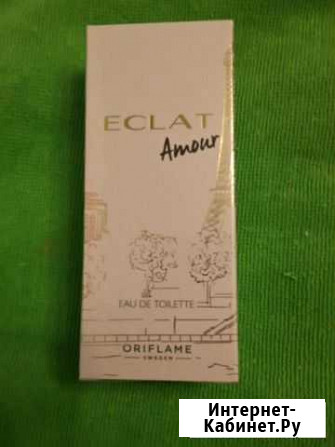 ECLAT
Amour
EAU DE TOILETTE
ORIFLAME
SWEDEN
Интернет-
Кабинет.Ру